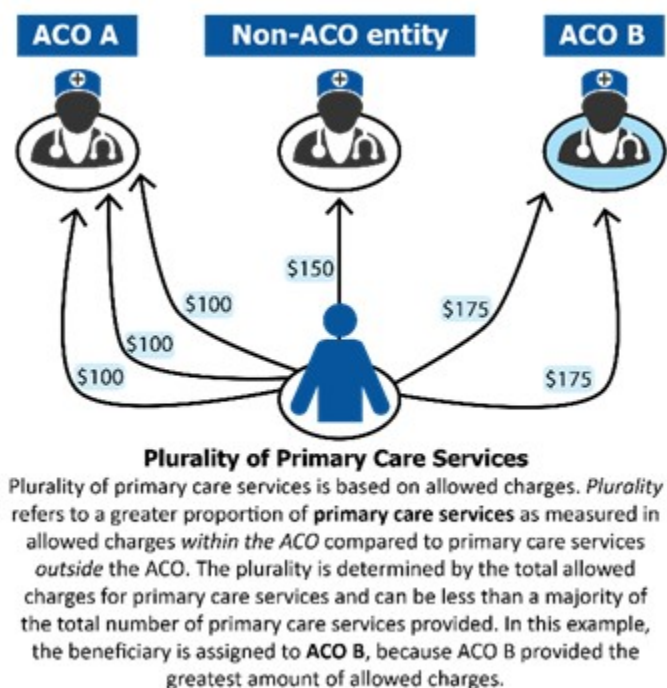 ACO A
Non-ACO entity
ACO B
$150
$100
$175
$100
$100
$175
Plurality of Primary Care Services
Plurality of primary care services is based on allowed charges. Plurality
refers to a greater proportion of primary care services as measured in
allowed charges within the ACO compared to primary care services
outside the ACO. The plurality is determined by the total allowed
charges for primary care services and can be less than a majority of
the total number of primary care services provided. In this example,
the beneficiary is assigned to ACO B, because ACO B provided the
greatest amount of allowed charges.